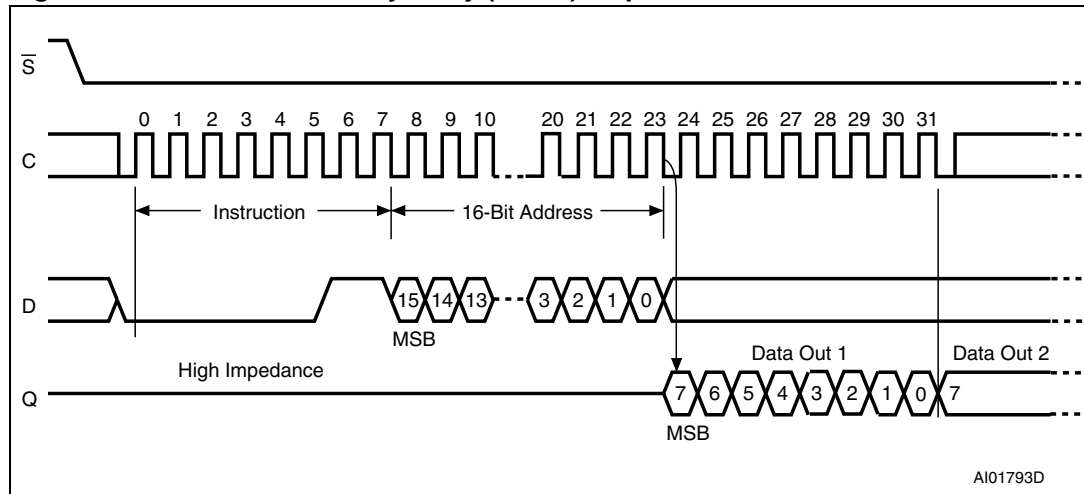 S
0 1 2 3 4 5 6 7 8 9 10 20 21 22 23 24 25 26 27 28 29 30 31
C
Instruction 16-Bit Address
D
15 14 13 3 2 1 0
MSB
High Impedance Data Out 1 Data Out 2
Q
7 6 5 4 3 2 1 0 7
MSB
AI01793D